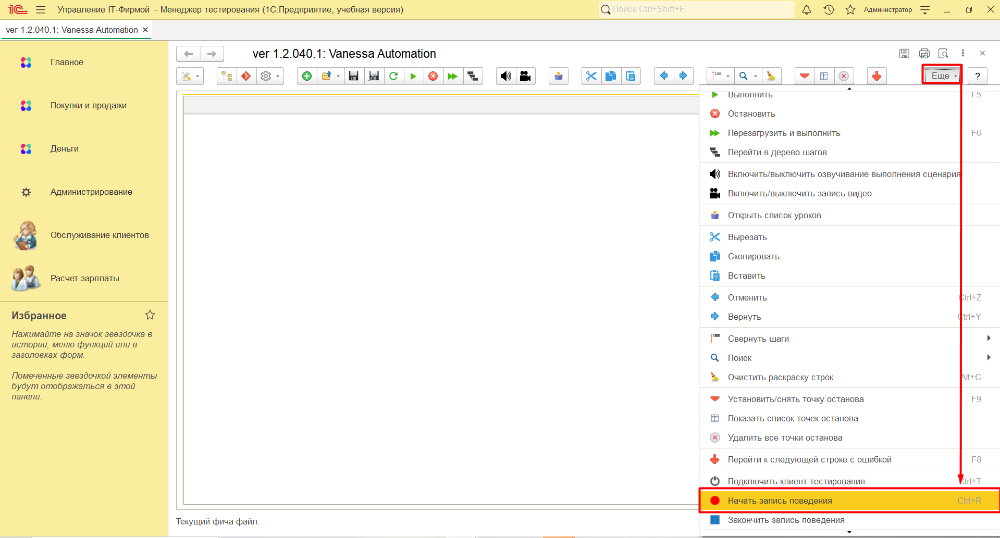 1С
Управление IT-Фирмой - Менеджер тестирования (1С:Предприятие, учебная версия)
Поиск Ctrl+Shift+F
Администратор
ver 1.2.040.1: Vanessa Automation
Главное
Покупки и продажи
Деньги
Администрирование
Обслуживание клиентов
Расчет зарплаты
Избранное
Нажимайте на значок звездочка в
истории, меню функций или в
заголовках форм.
Помеченные звездочкой элементы
будут отображаться в этой
панели.
ver 1.2.040.1: Vanessa Automation
Еще
?
Выполнить F5
Остановить
Перезагрузить и выполнить F6
Перейти в дерево шагов
Включить/выключить озвучивание выполнения сценария
Включить/выключить запись видео
Открыть список уроков
Вырезать
Скопировать
Вставить
Отменить Ctrl+Z
Вернуть Ctrl+Y
Свернуть шаги
Поиск
Очистить раскраску строк Alt+C
Установить/снять точку останова F9
Показать список точек останова
Удалить все точки останова
Перейти к следующей строке с ошибкой F8
Подключить клиент тестирования Ctrl+T
Начать запись поведения Ctrl+R
Закончить запись поведения
Текущий фича файл: